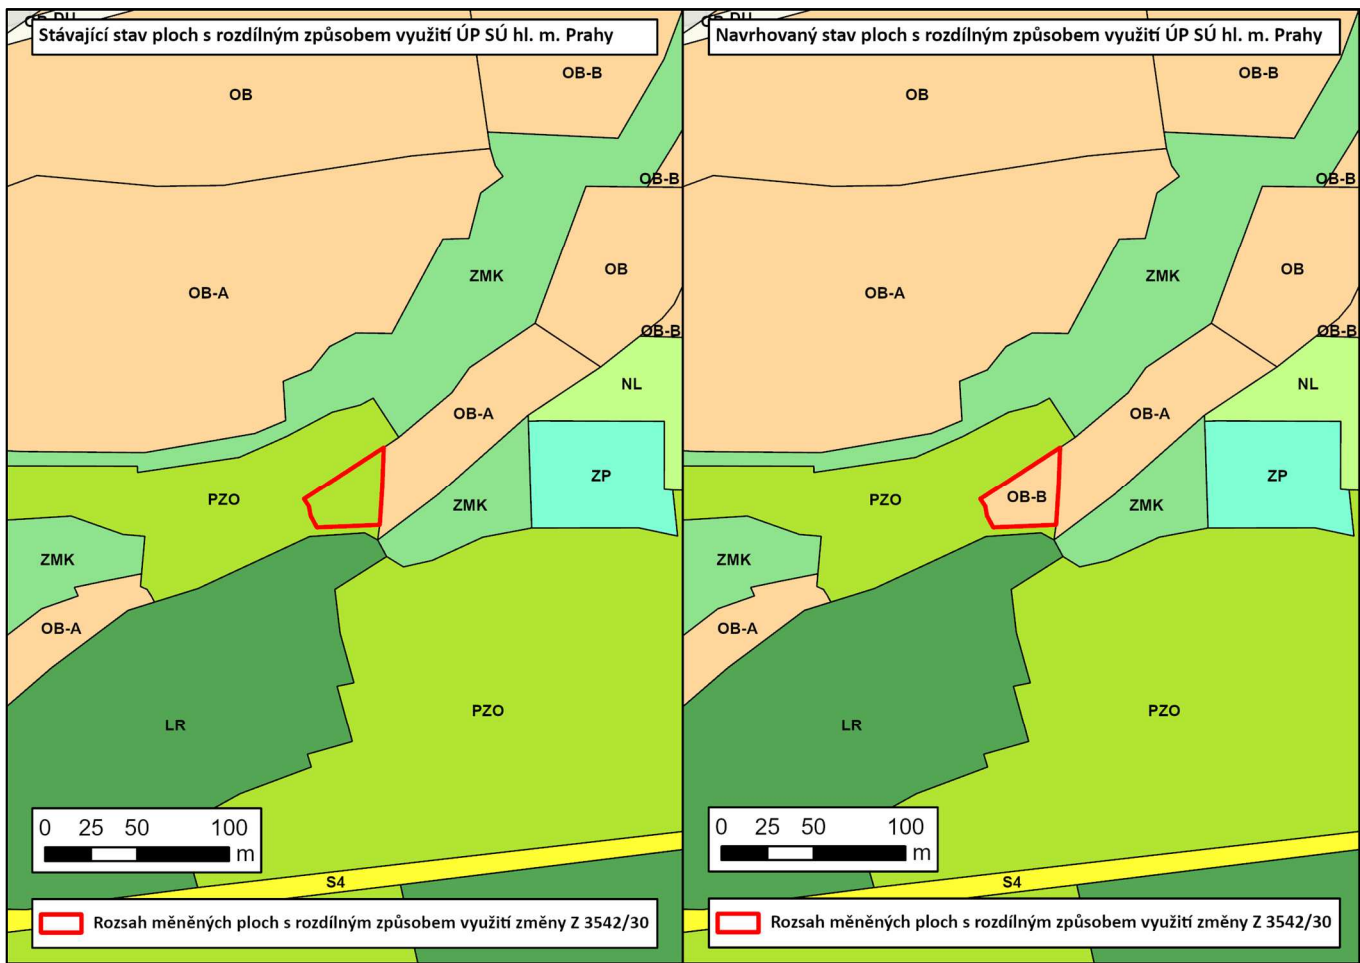 OB-DU
Stávající stav ploch s rozdílným způsobem využití ÚP SÚ hl. m. Prahy
OB-B
OB
OB-B
ZMK
OB
OB-A
OB-B
NL
OB-A
ZP
PZO
ZMK
ZMK
OB-A
PZO
LR
0 25 50 100
m
S4
Rozsah měněných ploch s rozdílným způsobem využití změny Z 3542/30
OB-DU
Navrhovaný stav ploch s rozdílným způsobem využití ÚP SÚ hl. m. Prahy
OB-B
OB
OB-B
ZMK
OB
OB-A
OB-B
NL
OB-A
ZP
PZO
OB-B
ZMK
ZMK
OB-A
PZO
LR
0 25 50 100
m
S4
Rozsah měněných ploch s rozdílným způsobem využití změny Z 3542/30